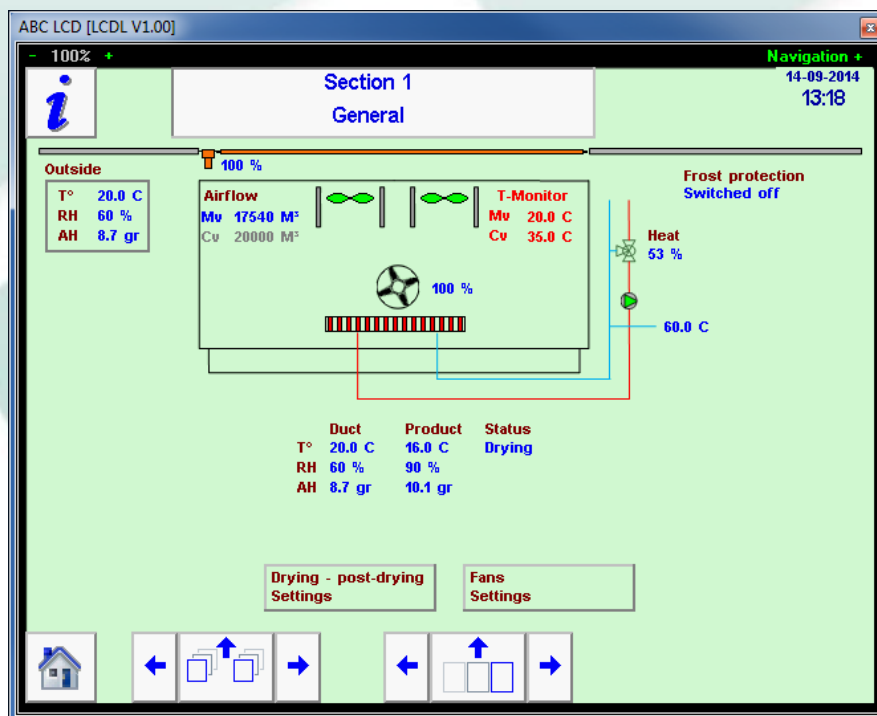 ABC LCD [LCDL V1.00]
- 100% +
Navigation +
i
Section 1
General
14-09-2014
13:18
100 %
Outside
T° 20.0 C
RH 60 %
AH 8.7 gr
Airflow
Mv 17540 M³
Cv 20000 M³
T-Monitor
Mv 20.0 C
Cv 35.0 C
Frost protection
Switched off
Heat
53 %
100 %
60.0 C
Duct Product Status
T° 20.0 C 16.0 C Drying
RH 60 % 90 %
AH 8.7 gr 10.1 gr
Drying - post-drying
Settings
Fans
Settings